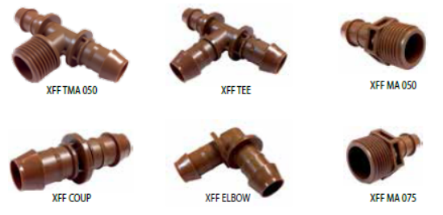 XFF TMA 050
XFF TEE
XFF MA 050
XFF COUP
XFF ELBOW
XFF MA 075